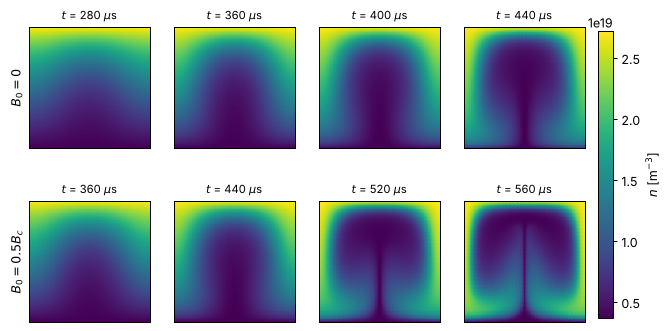 t = 280 μs
t = 360 μs
t = 400 μs
t = 440 μs
1e19
B₀ = 0
2.5
2.0
1.5
1.0
0.5
n [m⁻³]
t = 360 μs
t = 440 μs
t = 520 μs
t = 560 μs
B₀ = 0.5B꜀